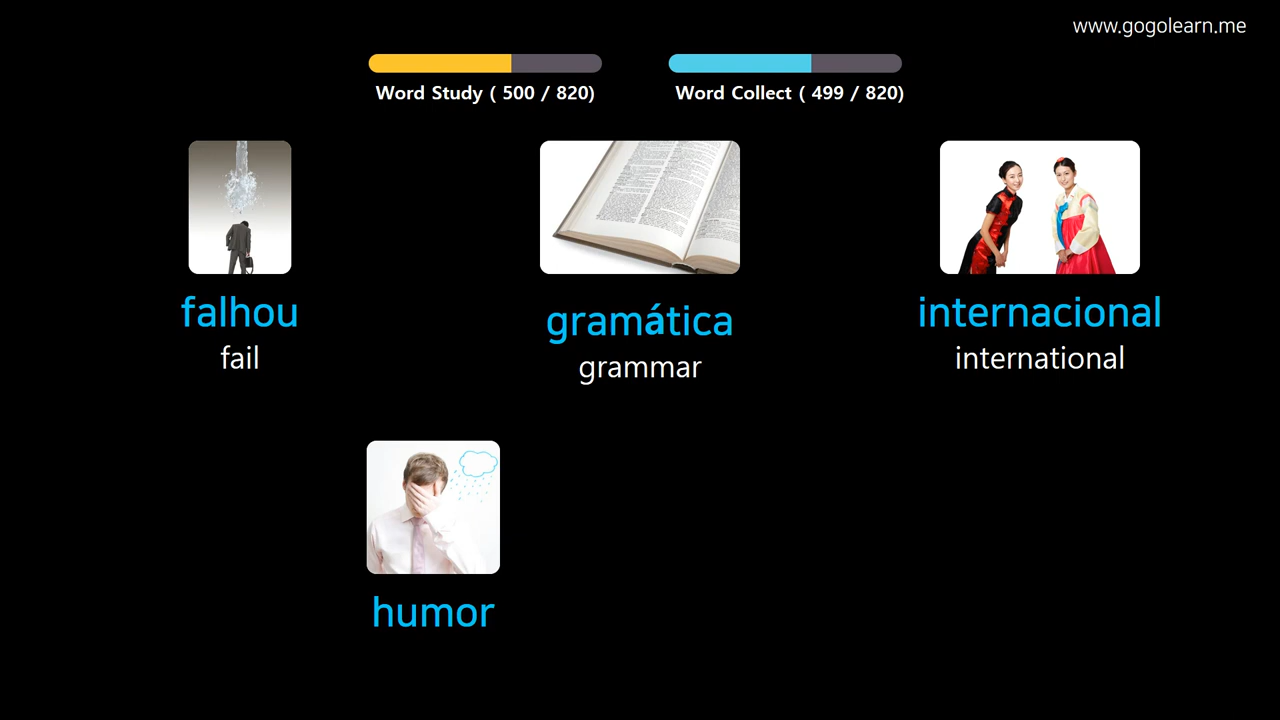 www.gogolearn.me
Word Study ( 500 / 820)
Word Collect ( 499 / 820)
falhou
fail
gramática
grammar
internacional
international
humor